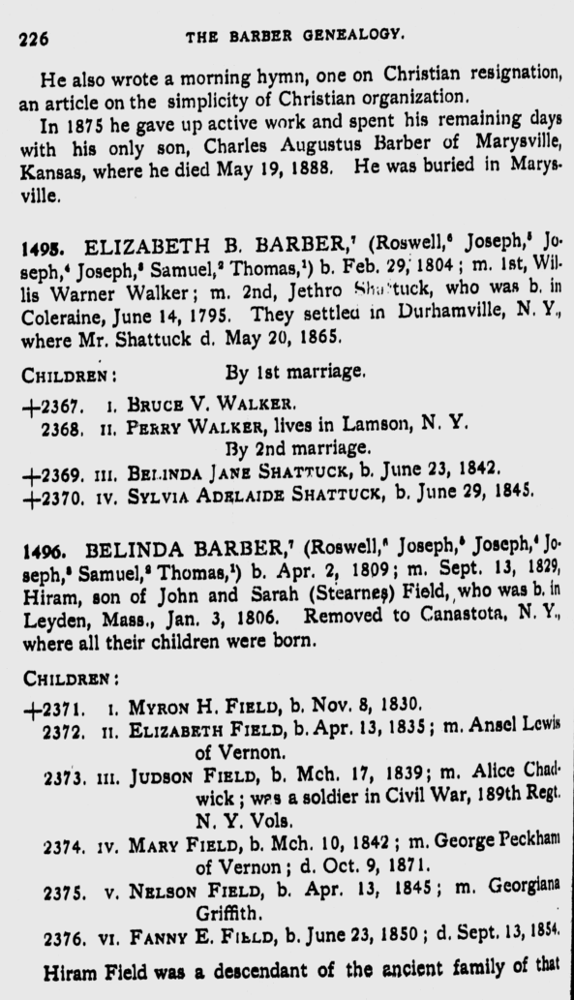 226 THE BARBER GENEALOGY.
He also wrote a morning hymn, one on Christian resignation,
an article on the simplicity of Christian organization.
In 1875 he gave up active work and spent his remaining days
with his only son, Charles Augustus Barber of Marysville,
Kansas, where he died May 19, 1888. He was buried in Marys-
ville.
1495. ELIZABETH B. BARBER,⁷ (Roswell,⁶ Joseph,⁵ Jo-
seph,⁴ Joseph,³ Samuel,² Thomas,¹) b. Feb. 29, 1804; m. 1st, Wil-
lis Warner Walker; m. 2nd, Jethro Shattuck, who was b. in
Coleraine, June 14, 1795. They settled in Durhamville, N. Y.,
where Mr. Shattuck d. May 20, 1865.
CHILDREN: By 1st marriage.
+2367. I. BRUCE V. WALKER.
2368. II. PERRY WALKER, lives in Lamson, N. Y.
By 2nd marriage.
+2369. III. BELINDA JANE SHATTUCK, b. June 23, 1842.
+2370. IV. SYLVIA ADELAIDE SHATTUCK, b. June 29, 1845.
1496. BELINDA BARBER,⁷ (Roswell,⁶ Joseph,⁵ Joseph,⁴ Jo-
seph,³ Samuel,² Thomas,¹) b. Apr. 2, 1809; m. Sept. 13, 1829,
Hiram, son of John and Sarah (Stearnes) Field, who was b. in
Leyden, Mass., Jan. 3, 1806. Removed to Canastota, N. Y.,
where all their children were born.
CHILDREN:
+2371. I. MYRON H. FIELD, b. Nov. 8, 1830.
2372. II. ELIZABETH FIELD, b. Apr. 13, 1835; m. Ansel Lewis
of Vernon.
2373. III. JUDSON FIELD, b. Mch. 17, 1839; m. Alice Chad-
wick; was a soldier in Civil War, 189th Regt.
N. Y. Vols.
2374. IV. MARY FIELD, b. Mch. 10, 1842; m. George Peckham
of Vernon; d. Oct. 9, 1871.
2375. V. NELSON FIELD, b. Apr. 13, 1845; m. Georgiana
Griffith.
2376. VI. FANNY E. FIELD, b. June 23, 1850; d. Sept. 13, 1854.
Hiram Field was a descendant of the ancient family of that